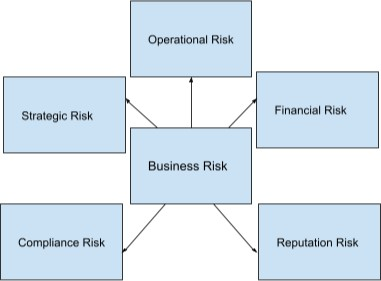 Operational Risk
Strategic Risk
Financial Risk
Business Risk
Compliance Risk
Reputation Risk